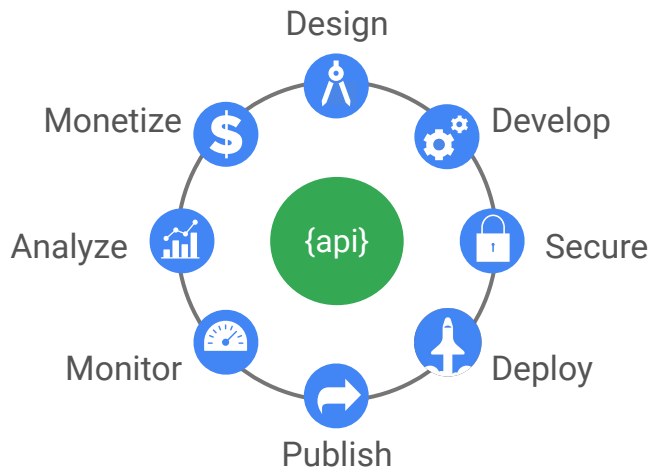 Design
Monetize
Develop
Analyze
{api}
Secure
Monitor
Deploy
Publish